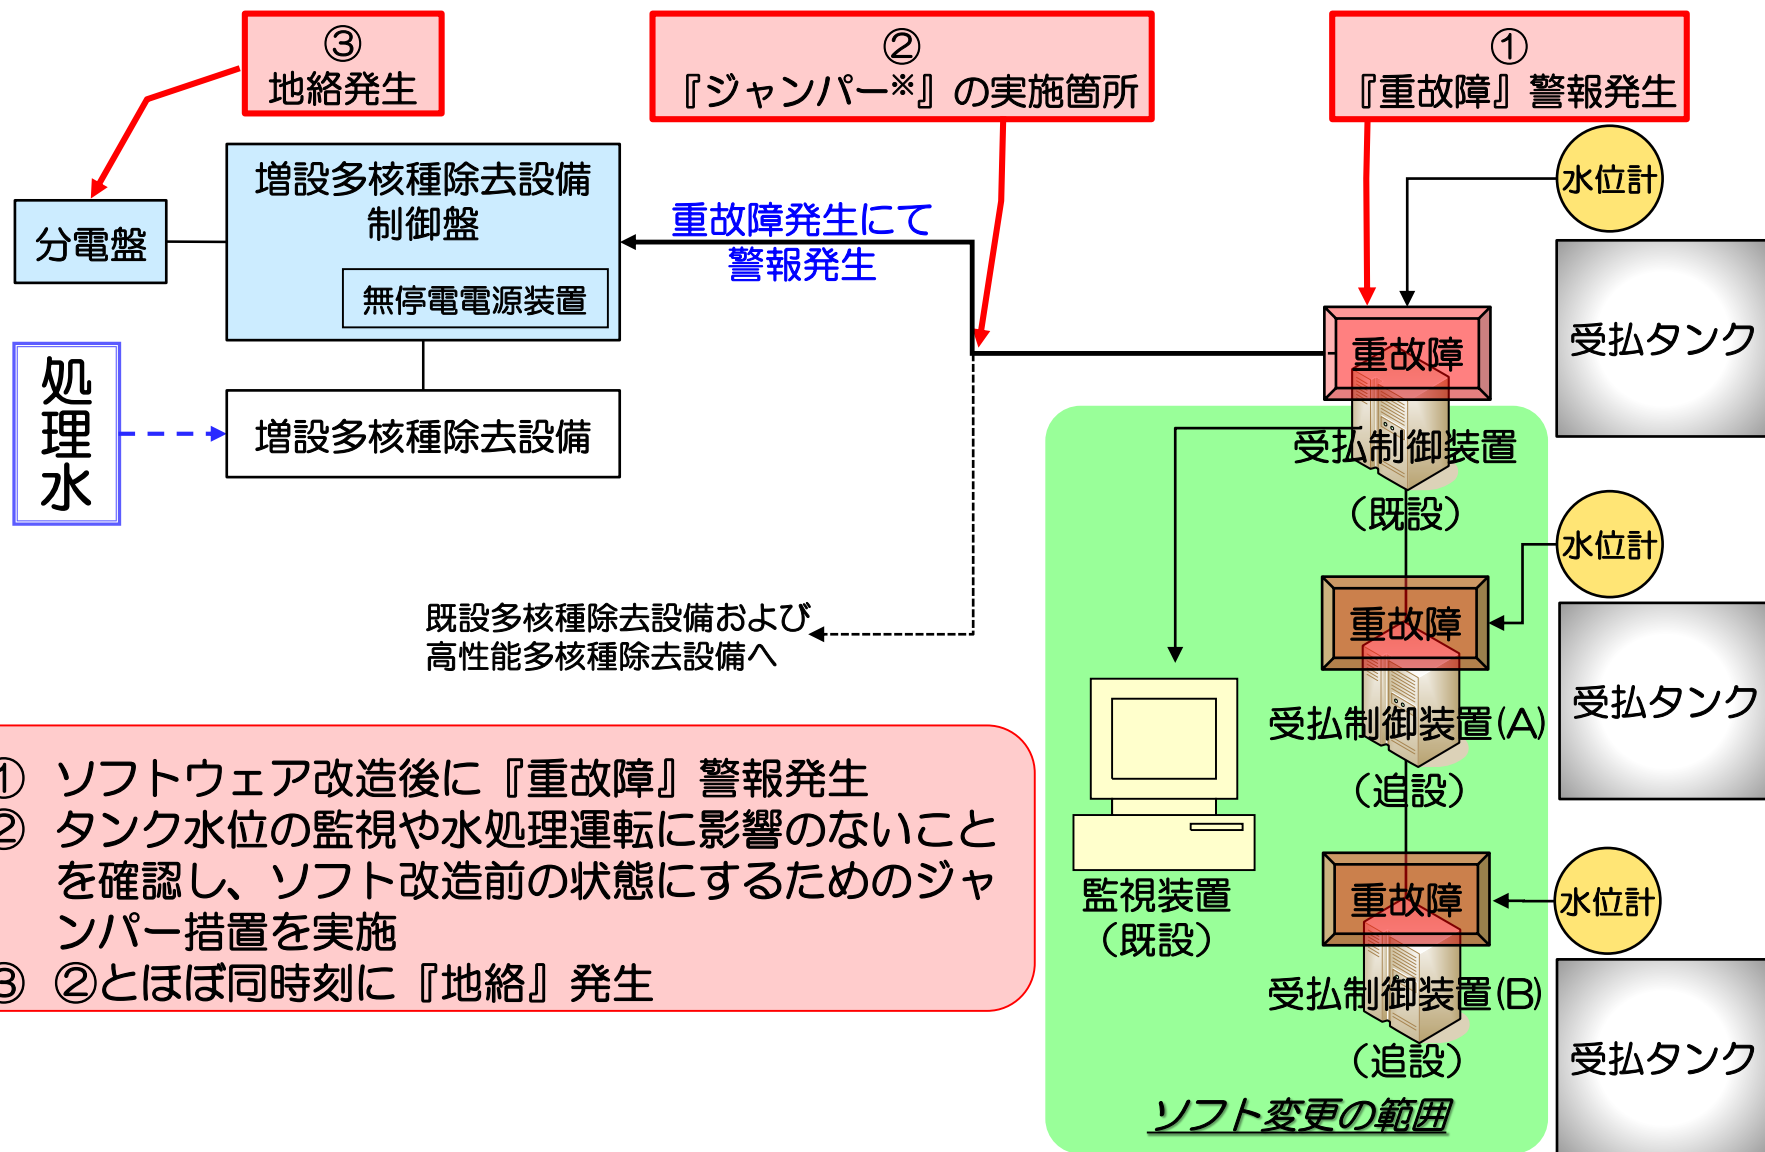 ③
地絡発生
②
『ジャンパー※』の実施箇所
①
『重故障』警報発生
水位計
増設多核種除去設備
制御盤
無停電電源装置
分電盤
重故障発生にて
警報発生
受払タンク
重故障
処理水
増設多核種除去設備
受払制御装置
（既設）
水位計
既設多核種除去設備および
高性能多核種除去設備へ
重故障
受払タンク
受払制御装置(A)
（追設）
① ソフトウェア改造後に『重故障』警報発生
② タンク水位の監視や水処理運転に影響のないこと
を確認し、ソフト改造前の状態にするためのジャ
ンパー措置を実施
③ ②とほぼ同時刻に『地絡』発生
監視装置
（既設）
重故障
水位計
受払制御装置(B)
（追設）
受払タンク
ソフト変更の範囲